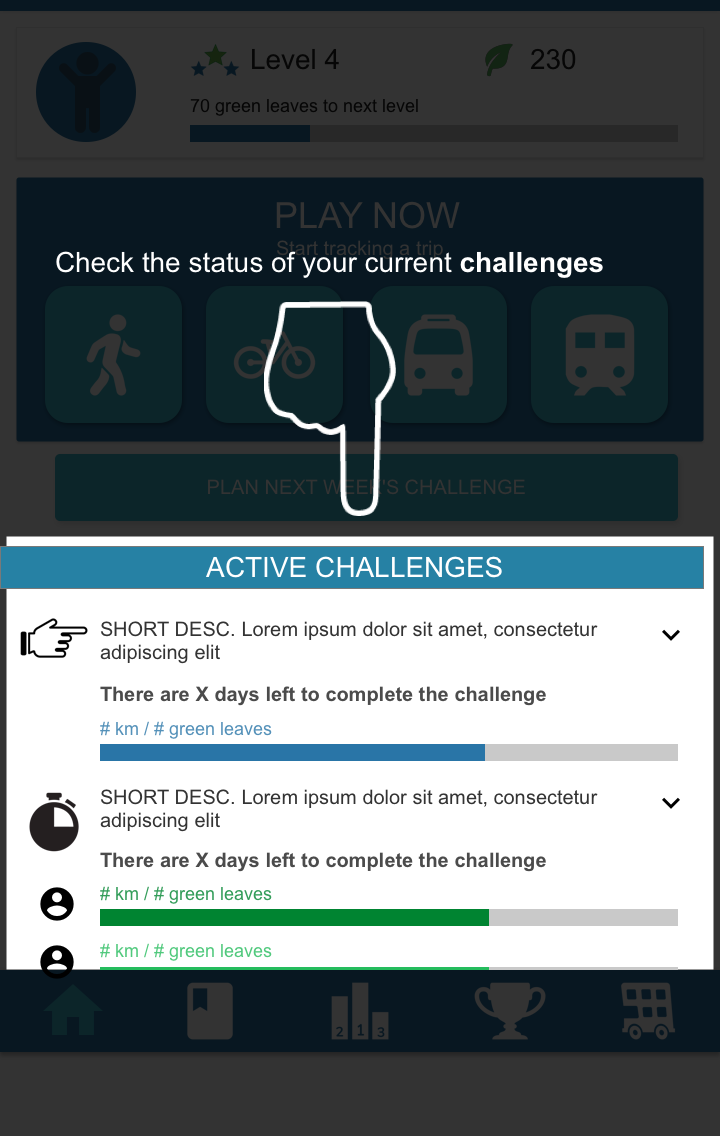 Level 4
230
70 green leaves to next level
PLAY NOW
Start tracking a trip
Check the status of your current challenges
PLAN NEXT WEEK'S CHALLENGE
ACTIVE CHALLENGES
SHORT DESC. Lorem ipsum dolor sit amet, consectetur
adipiscing elit
There are X days left to complete the challenge
# km / # green leaves
SHORT DESC. Lorem ipsum dolor sit amet, consectetur
adipiscing elit
There are X days left to complete the challenge
# km / # green leaves
# km / # green leaves
2 1 3